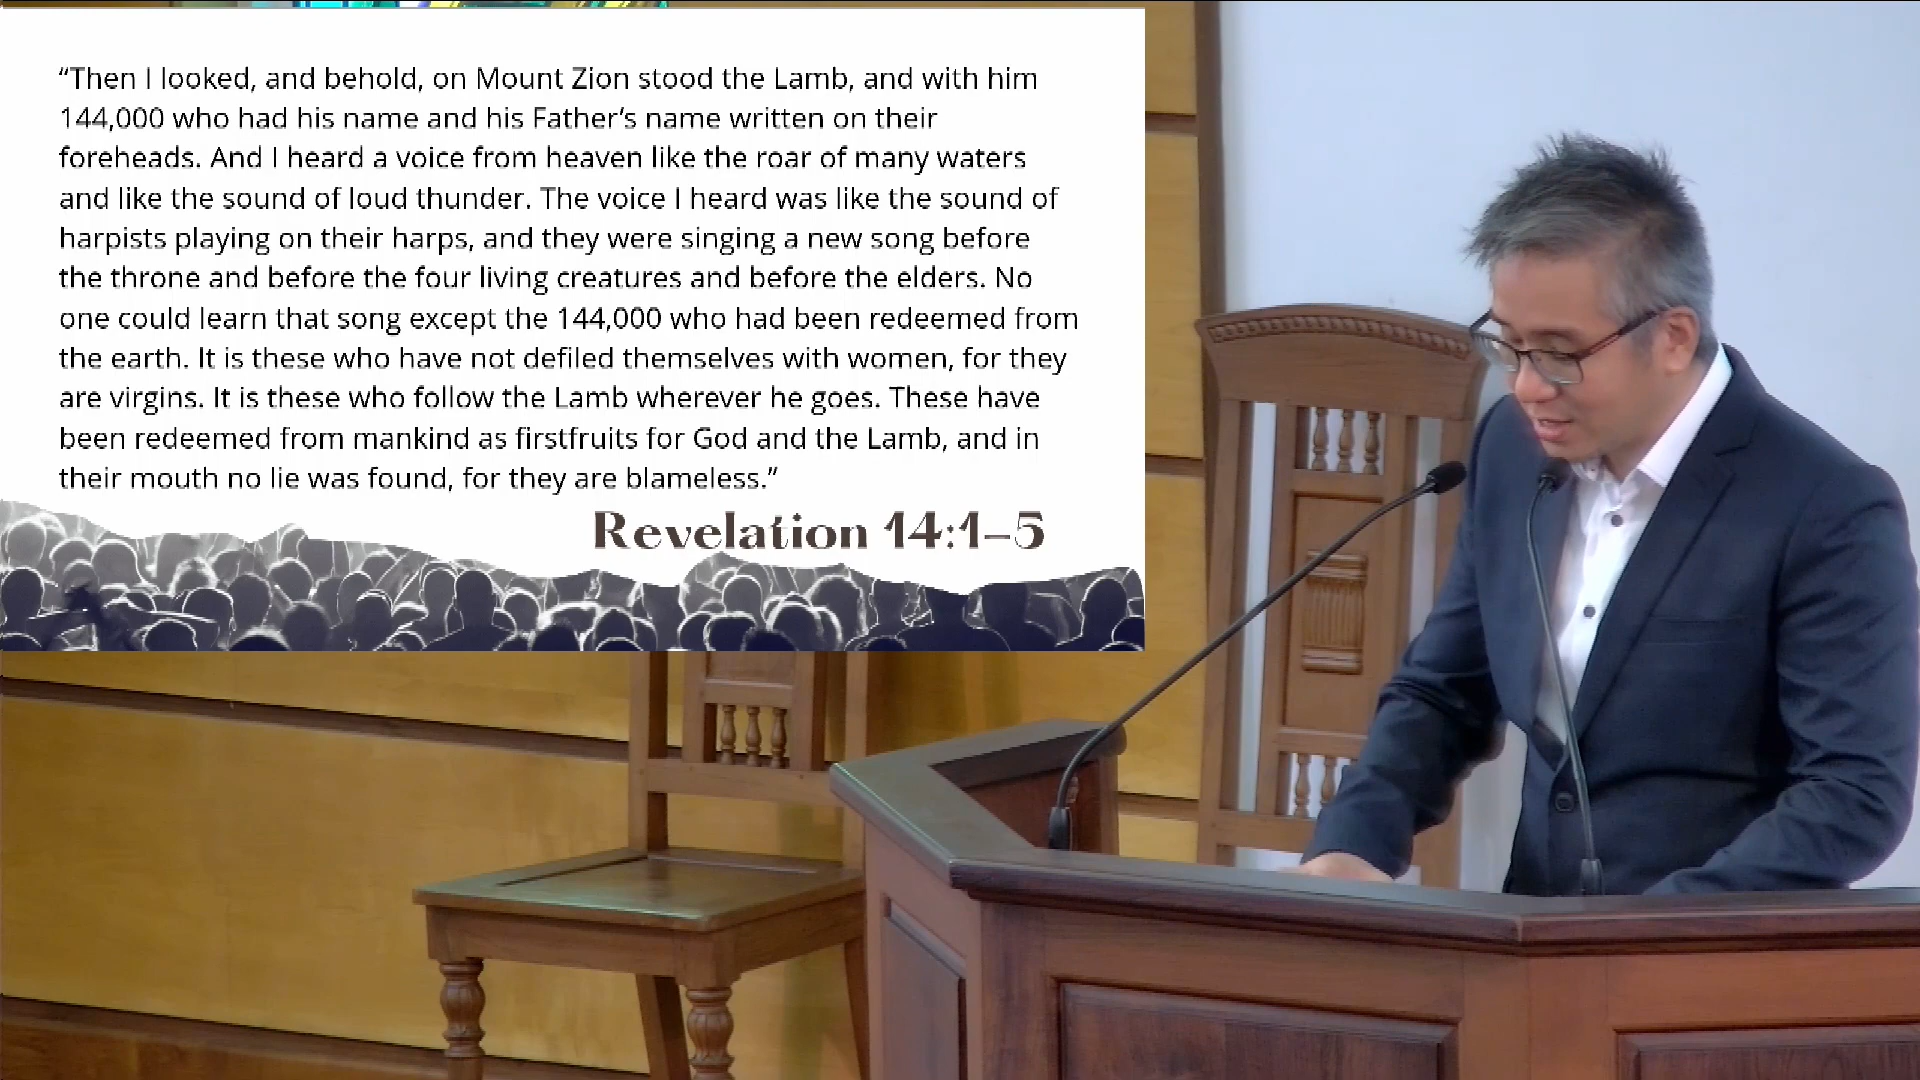 “Then I looked, and behold, on Mount Zion stood the Lamb, and with him
144,000 who had his name and his Father’s name written on their
foreheads. And I heard a voice from heaven like the roar of many waters
and like the sound of loud thunder. The voice I heard was like the sound of
harpists playing on their harps, and they were singing a new song before
the throne and before the four living creatures and before the elders. No
one could learn that song except the 144,000 who had been redeemed from
the earth. It is these who have not defiled themselves with women, for they
are virgins. It is these who follow the Lamb wherever he goes. These have
been redeemed from mankind as firstfruits for God and the Lamb, and in
their mouth no lie was found, for they are blameless.”
Revelation 14:1–5